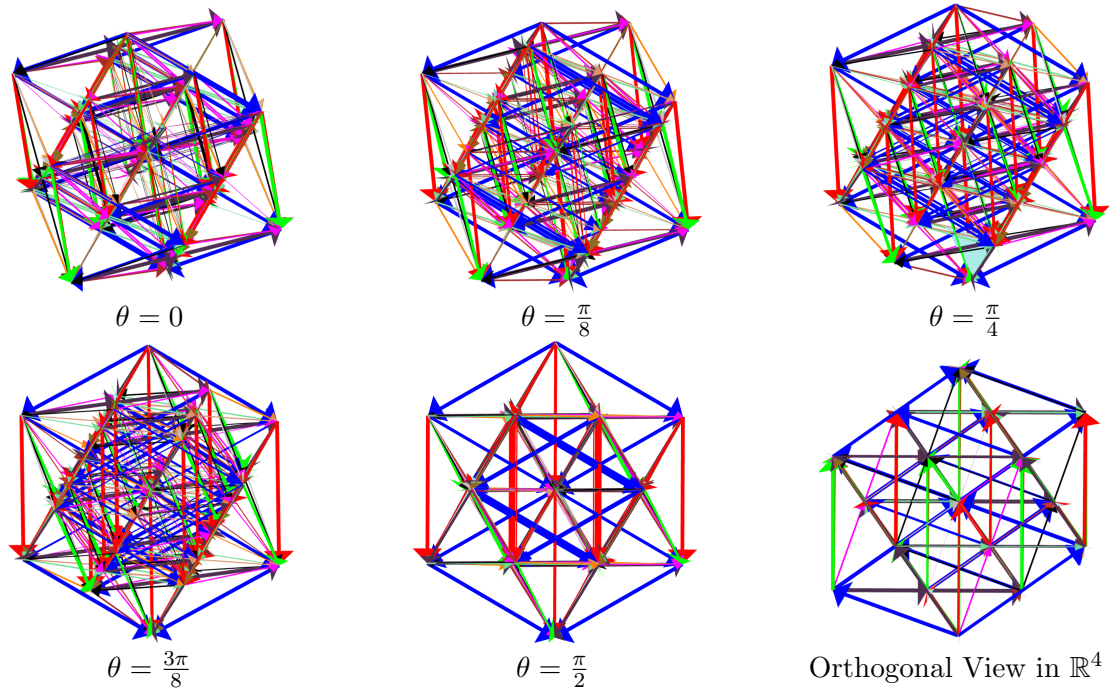 θ = 0
θ = π/8
θ = π/4
θ = 3π/8
θ = π/2
Orthogonal View in ℝ⁴